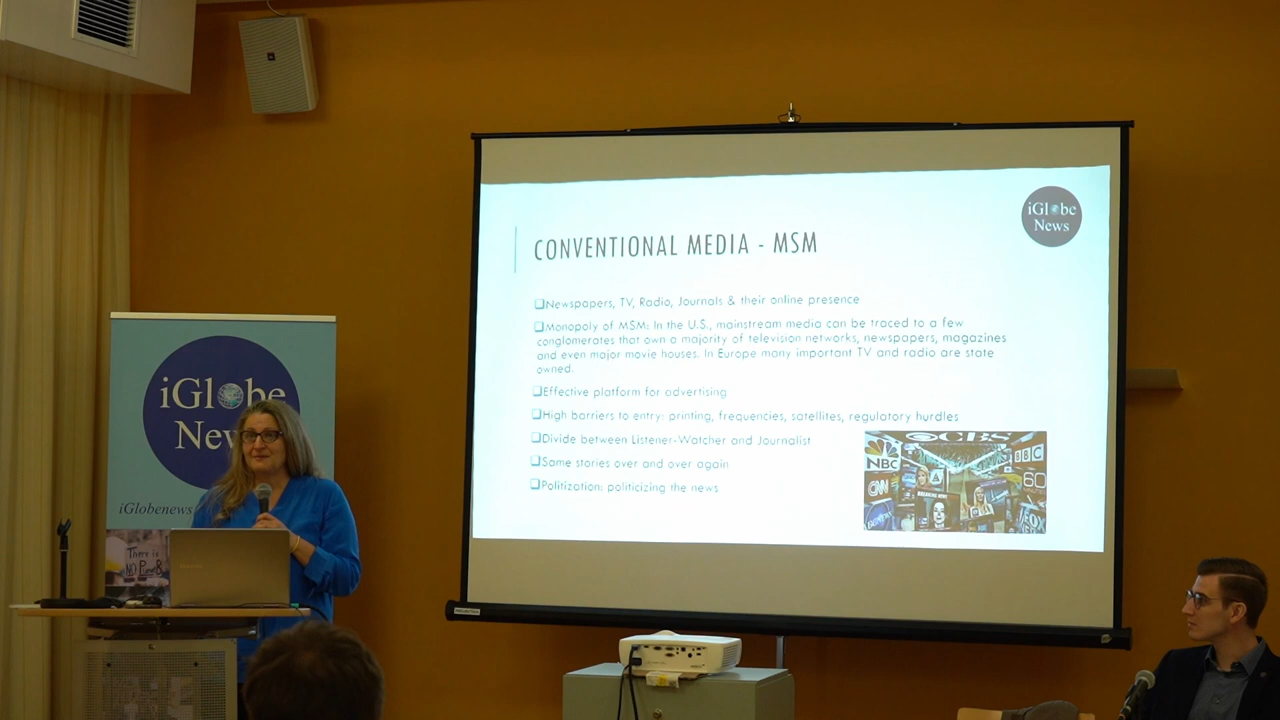 iGlobe
News
CONVENTIONAL MEDIA - MSM
Newspapers, TV, Radio, Journals & their online presence
Monopoly of MSM: In the U.S., mainstream media can be traced to a few
conglomerates that own a majority of television networks, newspapers, magazines
and even major movie houses. In Europe many important TV and radio are state
owned.
Effective platform for advertising
High barriers to entry: printing, frequencies, satellites, regulatory hurdles
Divide between Listener-Watcher and Journalist
Same stories over and over again
Politization: politicizing the news
CBS
NBC
BBC
CNN
60
BREAKING NEWS
FOX
iGlobe
New
iGlobenews
There is
NO Planet B